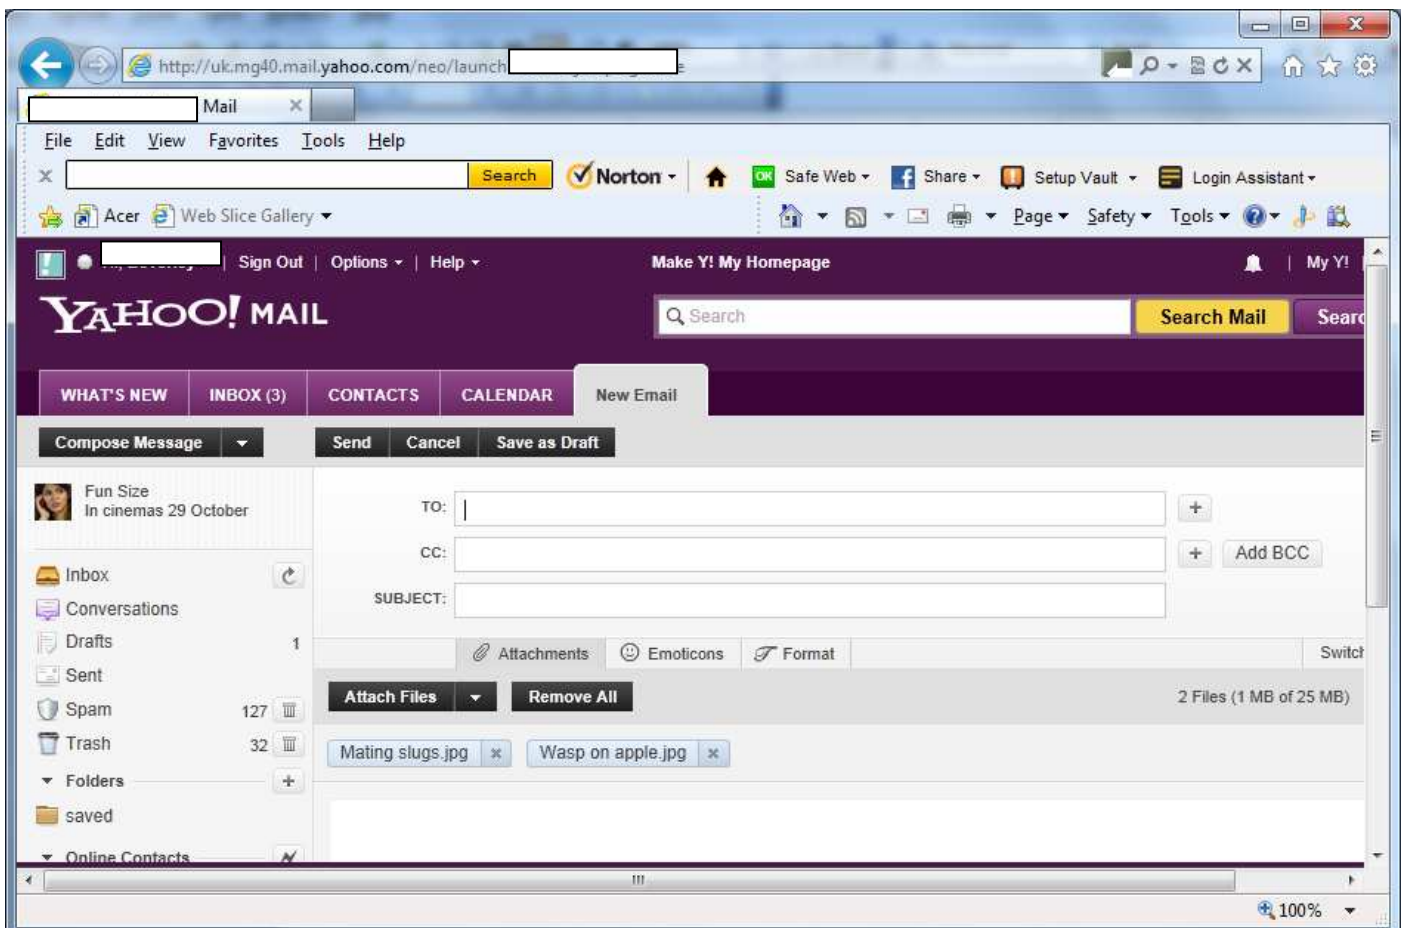 http://uk.mg40.mail.yahoo.com/neo/launch
Mail
File Edit View Favorites Tools Help
Search Norton OK Safe Web f Share Setup Vault Login Assistant
Acer Web Slice Gallery Page Safety Tools
| Sign Out | Options | Help Make Y! My Homepage | My Y!
YAHOO! MAIL Search Search Mail Searc
WHAT'S NEW INBOX (3) CONTACTS CALENDAR New Email
Compose Message Send Cancel Save as Draft
Fun Size
In cinemas 29 October
TO: +
CC: + Add BCC
SUBJECT:
Inbox
Conversations
Drafts 1
Sent
Spam 127
Trash 32
Folders +
saved
Online Contacts
Attachments Emoticons Format Switch
Attach Files Remove All 2 Files (1 MB of 25 MB)
Mating slugs.jpg x Wasp on apple.jpg x
100%